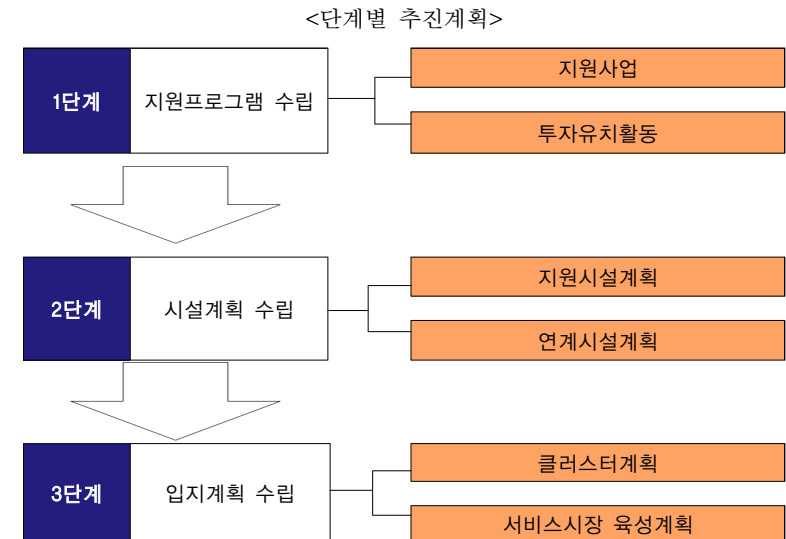 <단계별 추진계획>
1단계
지원프로그램 수립
지원사업
투자유치활동
2단계
시설계획 수립
지원시설계획
연계시설계획
3단계
입지계획 수립
클러스터계획
서비스시장 육성계획